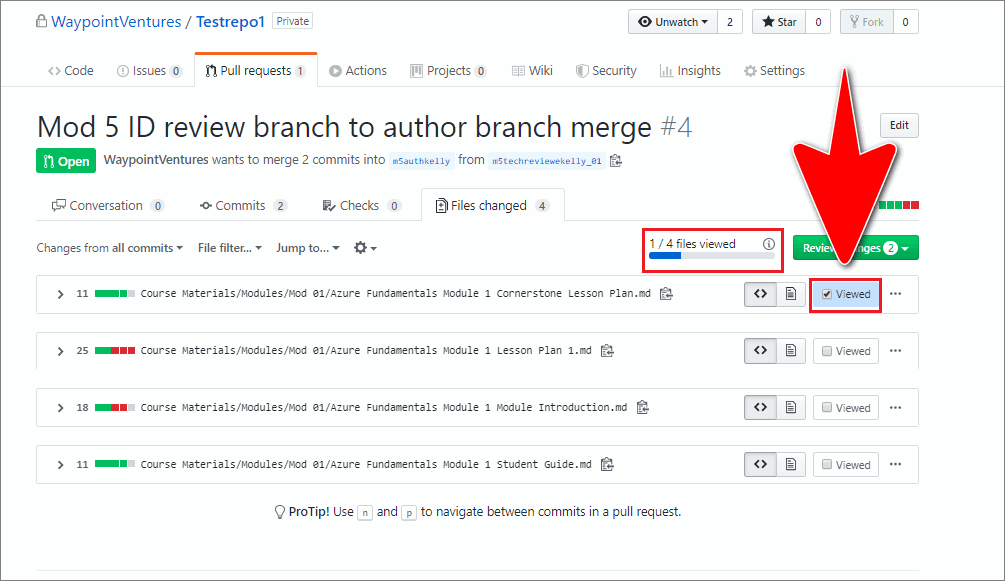 WaypointVentures / Testrepo1 Private
Unwatch 2 Star 0 Fork 0
Code Issues 0 Pull requests 1 Actions Projects 0 Wiki Security Insights Settings
Mod 5 ID review branch to author branch merge #4
Edit
Open WaypointVentures wants to merge 2 commits into m5authkelly from m5techreviewekelly_01
Conversation 0 Commits 2 Checks 0 Files changed 4
Changes from all commits File filter... Jump to...
1 / 4 files viewed
2
11 Course Materials/Modules/Mod 01/Azure Fundamentals Module 1 Cornerstone Lesson Plan.md <> Viewed ...
25 Course Materials/Modules/Mod 01/Azure Fundamentals Module 1 Lesson Plan 1.md <> Viewed ...
18 Course Materials/Modules/Mod 01/Azure Fundamentals Module 1 Module Introduction.md <> Viewed ...
11 Course Materials/Modules/Mod 01/Azure Fundamentals Module 1 Student Guide.md <> Viewed ...
ProTip! Use n and p to navigate between commits in a pull request.